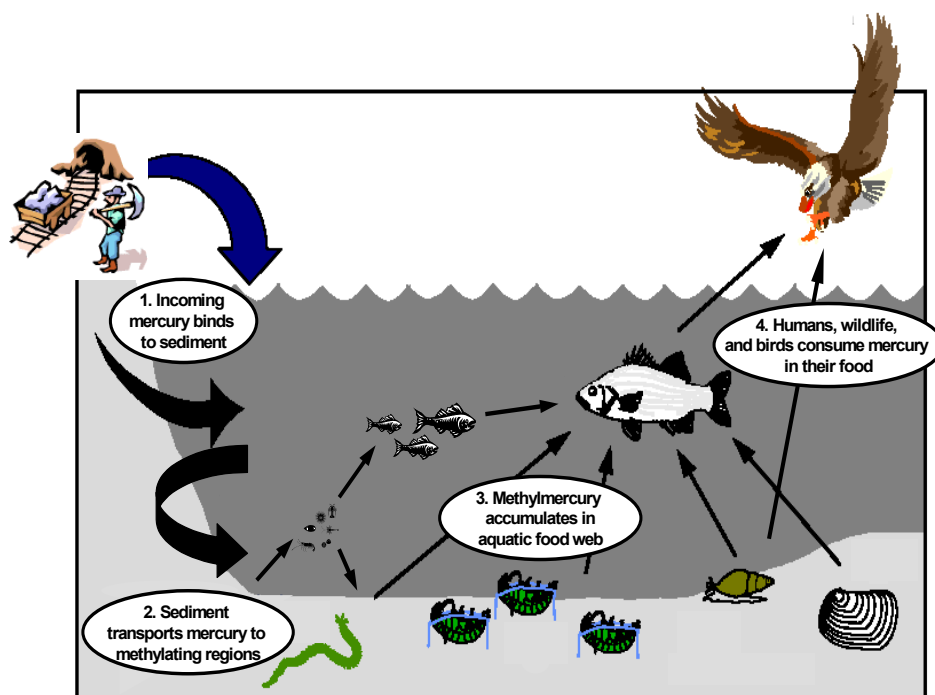 1. Incoming
mercury binds
to sediment
4. Humans, wildlife,
and birds consume mercury
in their food
3. Methylmercury
accumulates in
aquatic food web
2. Sediment
transports mercury to
methylating regions